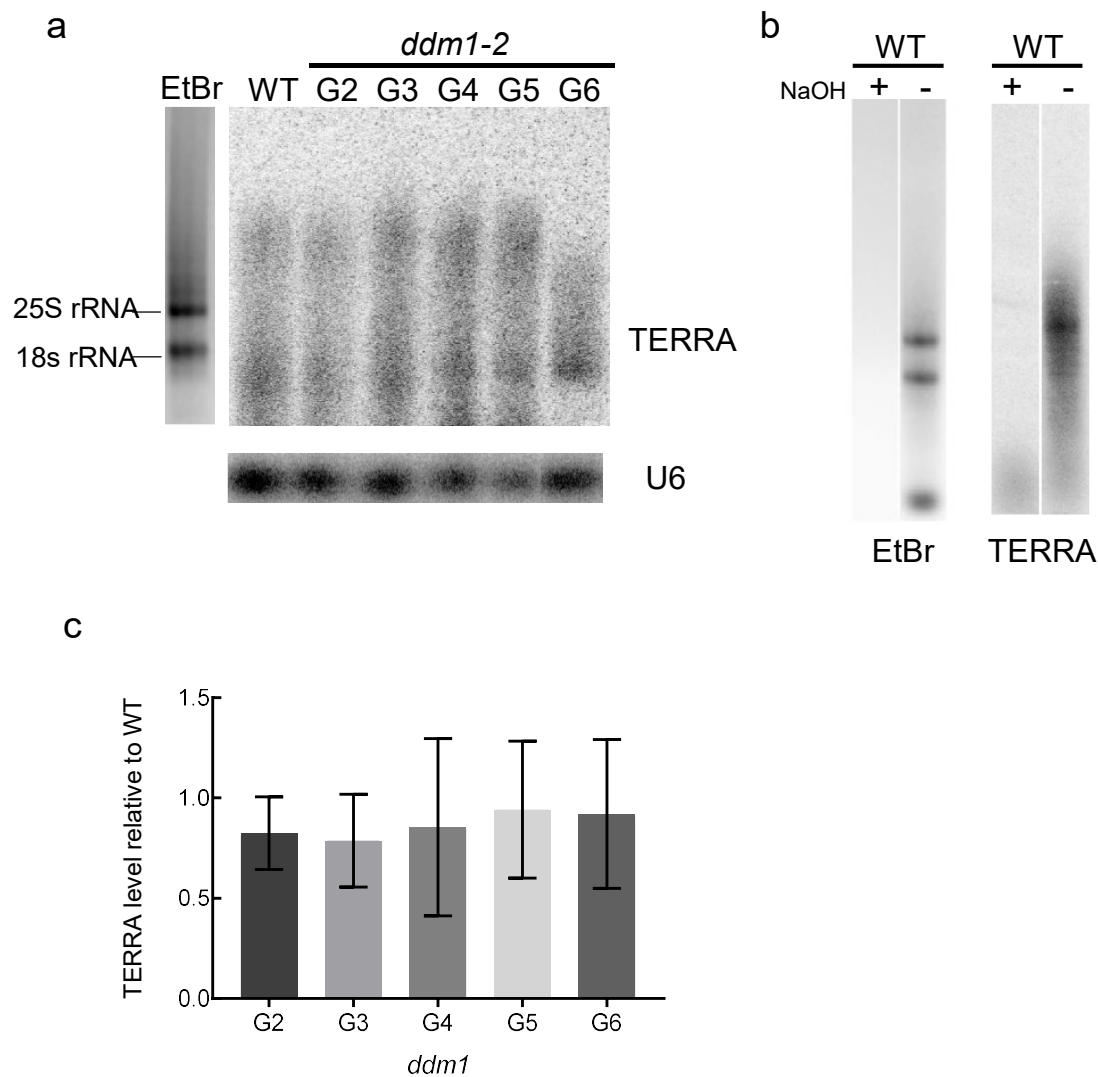 a
ddm1-2
EtBr WT G2 G3 G4 G5 G6
25S rRNA
18s rRNA
TERRA
U6
b
WT WT
NaOH + - + -
EtBr TERRA
c
TERRA level relative to WT
1.5
1.0
0.5
0.0
G2 G3 G4 G5 G6
ddm1